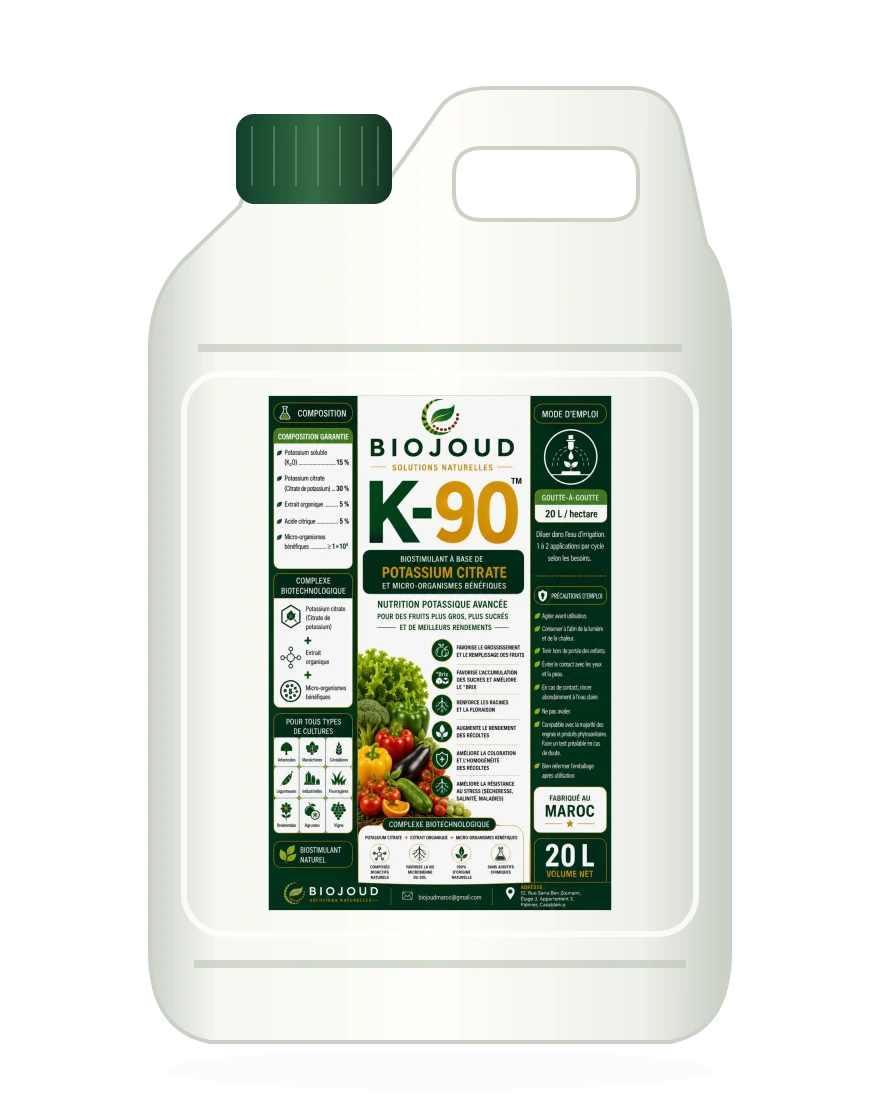 COMPOSITION
COMPOSITION GARANTIE
Potassium soluble
(K₂O) 15 %
Potassium citrate
(Citrate de potassium) 30 %
Extrait organique 5 %
Acide citrique 5 %
Micro-organismes
bénéfiques ≥ 1×10⁸
COMPLEXE
BIOTECHNOLOGIQUE
Potassium citrate
(Citrate de
potassium)
+
Extrait
organique
+
Micro-organismes
bénéfiques
POUR TOUS TYPES
DE CULTURES
Arboricoles Maraîchères Céréalières
Légumineuses Industrielles Fourragères
Ornementales Agrumes Vigne
BIOSTIMULANT
NATUREL
BIOJOUD
SOLUTIONS NATURELLES
K-90™
BIOSTIMULANT À BASE DE
POTASSIUM CITRATE
ET MICRO-ORGANISMES BÉNÉFIQUES
NUTRITION POTASSIQUE AVANCÉE
POUR DES FRUITS PLUS GROS, PLUS SUCRÉS
ET DE MEILLEURS RENDEMENTS
FAVORISE LE GROSSISSEMENT
ET LE REMPLISSAGE DES FRUITS
°Brix
FAVORISE L'ACCUMULATION
DES SUCRES ET AMÉLIORE
LE °BRIX
RENFORCE LES RACINES
ET LA FLORAISON
AUGMENTE LE RENDEMENT
DES RÉCOLTES
AMÉLIORE LA COLORATION
ET L'HOMOGÉNÉITÉ
DES RÉCOLTES
AMÉLIORE LA RÉSISTANCE
AU STRESS (SÉCHERESSE,
SALINITÉ, MALADIES)
COMPLEXE BIOTECHNOLOGIQUE
POTASSIUM CITRATE + EXTRAIT ORGANIQUE + MICRO-ORGANISMES BÉNÉFIQUES
COMPOSÉS
BIOACTIFS
NATURELS
FAVORISE LA VIE
MICROBIENNE
DU SOL
100%
D'ORIGINE
NATURELLE
SANS ADDITIFS
CHIMIQUES
MODE D'EMPLOI
GOUTTE-À-GOUTTE
20 L / hectare
Diluer dans l'eau d'irrigation.
1 à 2 applications par cycle
selon les besoins.
PRÉCAUTIONS D'EMPLOI
Agiter avant utilisation.
Conserver à l'abri de la lumière
et de la chaleur.
Tenir hors de portée des enfants.
Éviter le contact avec les yeux
et la peau.
En cas de contact, rincer
abondamment à l'eau claire.
Ne pas avaler.
Compatible avec la majorité des
engrais et produits phytosanitaires.
Faire un test préalable en cas
de doute.
Bien refermer l'emballage
après utilisation.
FABRIQUÉ AU
MAROC
20 L
VOLUME NET
BIOJOUD
SOLUTIONS NATURELLES
biojoudmaroc@gmail.com
ADRESSE :
12, Rue Saria Ben Zounaim,
Étage 3, Appartement 3,
Palmier, Casablanca